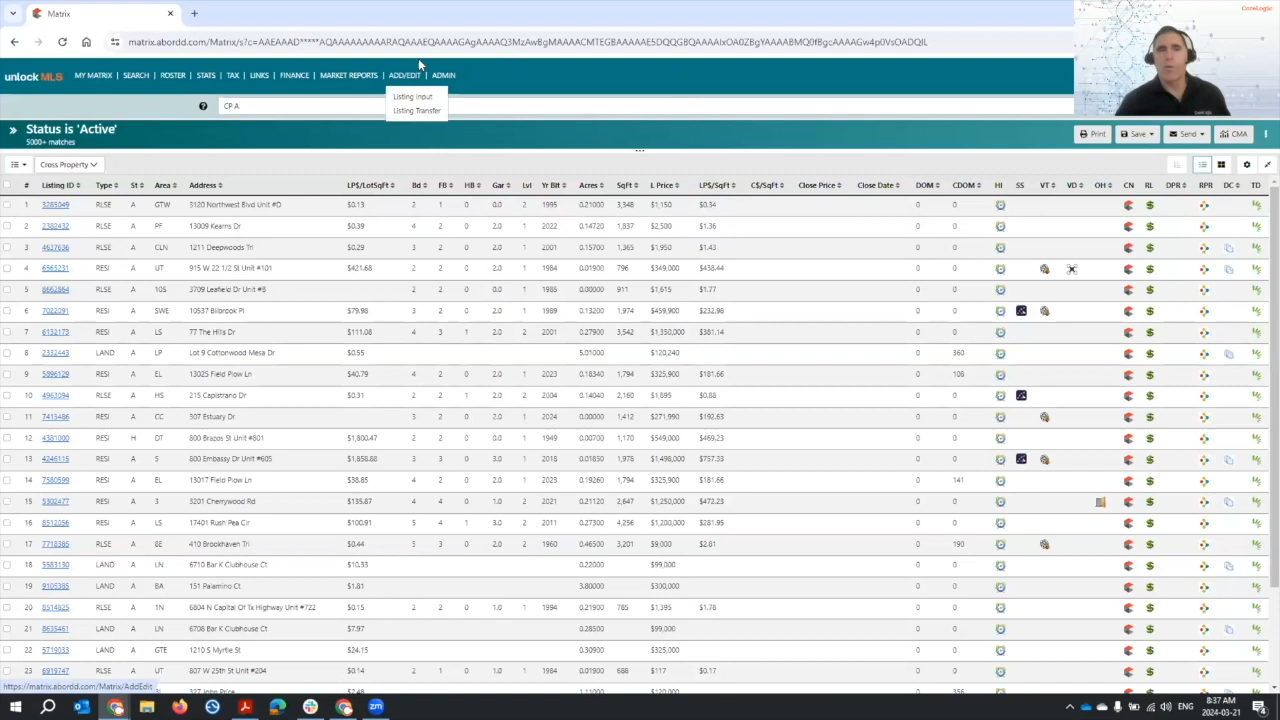 Matrix
CoreLogic
unlock MLS MY MATRIX | SEARCH | ROSTER | STATS | TAX | LINKS | FINANCE | MARKET REPORTS | ADD/EDIT | ADMIN
Listing Input
CP A
Listing Transfer
Status is 'Active'
5000+ matches
Print Save Send CMA
Cross Property
# Listing ID Type St Area Address LP$/LotSqft Bd FB HB Gar Lvl Yr Blt Acres Sqft L Price LP$/Sqft C$/Sqft Close Price Close Date DOM CDOM HI SS VT VD OH CN RL DPR RPR DC TD
1 3285049 RLSE A GTW 3120 Northwest Blvd Unit #D $0.13 2 1 0 0.0 2 1995 0.21000 3,348 $1,150 $0.34 0 0
2 2382432 RLSE A PF 13009 Kearns Dr $0.39 4 2 0 2.0 1 2022 0.14720 1,837 $2,500 $1.36 0 0
3 4637636 RLSE A CLN 1211 Deepwoods Trl $0.29 3 2 0 2.0 1 2001 0.15700 1,365 $1,950 $1.43 0 0
4 6565231 RESI A UT 915 W 22 1/2 St Unit #101 $421.68 2 2 0 2.0 1 1984 0.01900 796 $349,000 $438.44 0 0
5 8662864 RLSE A 10S 3709 Leafield Dr Unit #B 2 2 0 0.0 1 1985 0.00000 911 $1,615 $1.77 0 0
6 7022091 RESI A SWE 10537 Bilbrook Pl $79.98 3 2 0 2.0 1 1989 0.13200 1,974 $459,900 $232.98 0 0
7 6132173 RESI A LS 77 The Hills Dr $111.08 4 3 1 2.0 2 2001 0.27900 3,542 $1,350,000 $381.14 0 0
8 2332443 LAND A LP Lot 9 Cottonwood Mesa Dr $0.55 5.01000 $120,240 0 360
9 5896129 RESI A EL 13025 Field Plow Ln $40.79 4 2 0 2.0 1 2023 0.18340 1,794 $325,900 $181.66 0 108
10 4963094 RLSE A HS 215 Capistrano Dr $0.31 4 2 1 2.0 2 2004 0.14040 2,160 $1,895 $0.88 0 0
11 7413486 RESI A CC 307 Estuary Dr 3 2 0 2.0 1 2024 0.00000 1,412 $271,990 $192.63 0 0
12 4381000 RESI H DT 800 Brazos St Unit #801 $1,800.47 2 2 0 1.0 1 1949 0.00700 1,170 $549,000 $469.23 0 0
13 4246115 RESI A 5 800 Embassy Dr Unit #605 $1,858.88 3 3 0 2.0 2018 0.01850 1,978 $1,498,000 $757.33 0 0
14 7580599 RESI A EL 13017 Field Plow Ln $38.85 4 2 0 2.0 1 2023 0.19260 1,794 $325,900 $181.66 0 141
15 5302477 RESI A 3 3201 Cherrywood Rd $135.87 4 4 0 1.0 2 2021 0.21120 2,647 $1,250,000 $472.23 0 0
16 8512056 RESI A LS 17401 Rush Pea Cir $100.91 5 4 1 3.0 2 2011 0.27300 4,256 $1,200,000 $281.95 0 0
17 7718385 RLSE A 8E 410 Brookhaven Trl $0.44 5 3 0 2.0 2 1960 0.46500 3,201 $9,000 $2.81 0 190
18 5583130 LAND A LN 6710 Bar K Clubhouse Ct $10.33 0.22000 $99,000 0 0
19 9105385 LAND A BA 151 Palamino Ct $1.81 3.80000 $300,000 0 0
20 8514825 RLSE A 1N 6804 N Capital Of Tx Highway Unit #722 $0.15 2 2 0 1.0 1 1994 0.21900 785 $1,395 $1.78 0 0
21 8635461 LAND A LN 6708 Bar K Clubhouse Ct $7.97 0.28500 $99,000 0 0
22 5719033 LAND A GTE 1210 S Myrtle St $24.15 0.30900 $325,000 0 0
23 6919747 RLSE A UT 807 W 25th St Unit #204 $0.14 2 1 0 0.0 1 1984 0.01900 688 $117 $0.17 0 0
https://matrix.abordd.com/Matrix/AddEdit
327 John Price $2.48 1.11000 $120,000 0 356
ENG 8:37 AM
2024-03-21